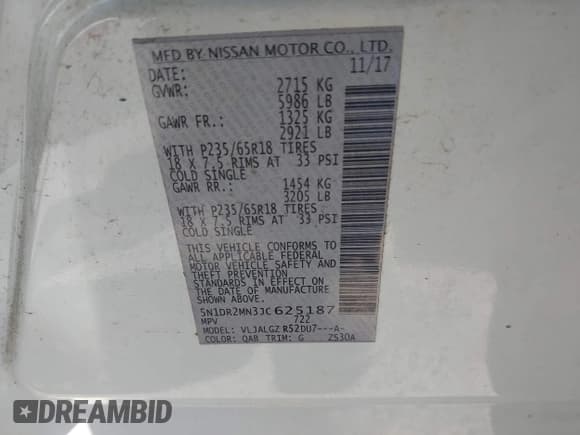 MFD BY NISSAN MOTOR CO., LTD.
DATE: 11/17
GVWR: 2715 KG
5986 LB
GAWR FR.: 1325 KG
2921 LB
WITH P235/65R18 TIRES
18 X 7.5 RIMS AT 33 PSI
COLD SINGLE
GAWR RR.: 1454 KG
3205 LB
WITH P235/65R18 TIRES
18 X 7.5 RIMS AT 33 PSI
COLD SINGLE
THIS VEHICLE CONFORMS TO
ALL APPLICABLE FEDERAL
MOTOR VEHICLE SAFETY AND
THEFT PREVENTION
STANDARDS IN EFFECT ON
THE DATE OF MANUFACTURE
SHOWN ABOVE.
5N1DR2MN3JC625187
MPV 722
MODEL: VLJALGZ R52DU7---A-
COLOR: QAB TRIM: G ZS30A
DREAMBID